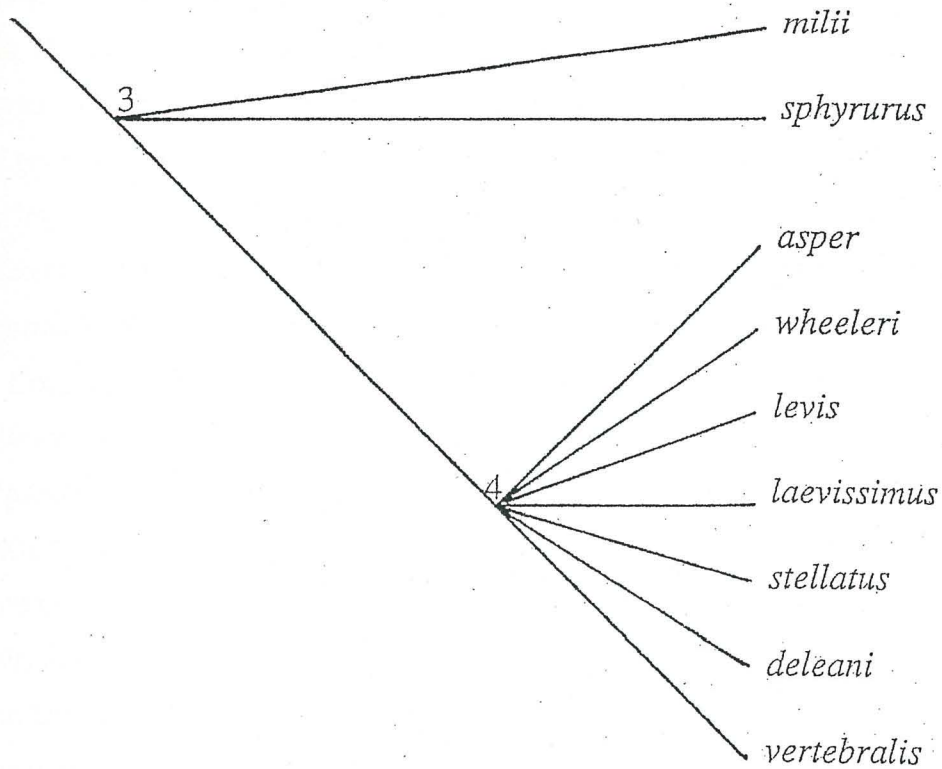 milii
3
sphyrurus
asper
wheeleri
levis
4
laevissimus
stellatus
deleani
vertebralis